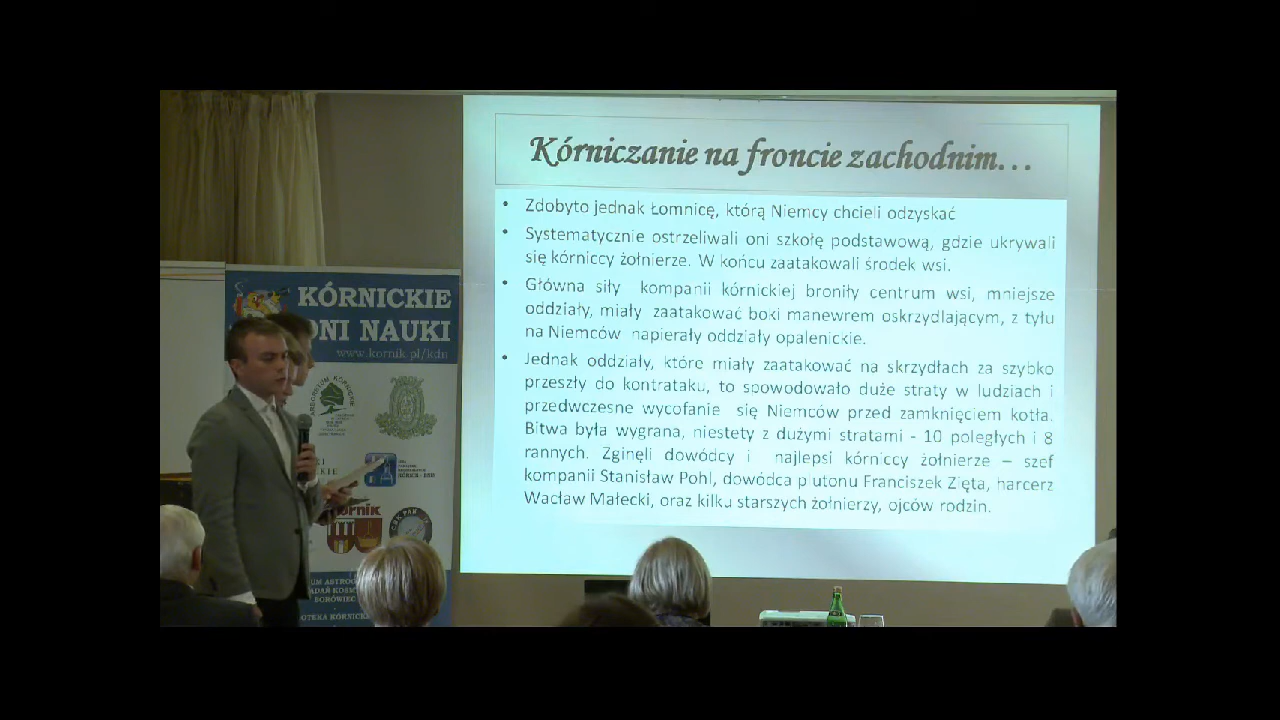 Kórniczanie na froncie zachodnim...
• Zdobyto jednak Łomnicę, którą Niemcy chcieli odzyskać
• Systematycznie ostrzeliwali oni szkołę podstawową, gdzie ukrywali
się kórniccy żołnierze. W końcu zaatakowali środek wsi.
• Główna siły kompanii kórnickiej broniły centrum wsi, mniejsze
oddziały, miały zaatakować boki manewrem oskrzydlającym, z tyłu
na Niemców napierały oddziały opalenickie.
• Jednak oddziały, które miały zaatakować na skrzydłach za szybko
przeszły do kontrataku, to spowodowało duże straty w ludziach i
przedwczesne wycofanie się Niemców przed zamknięciem kotła.
Bitwa była wygrana, niestety z dużymi stratami - 10 poległych i 8
rannych. Zginęli dowódcy i najlepsi kórniccy żołnierze – szef
kompanii Stanisław Pohl, dowódca plutonu Franciszek Zięta, harcerz
Wacław Małecki, oraz kilku starszych żołnierzy, ojców rodzin.
KÓRNICKIE
DNI NAUKI
www.kornik.pl/kdn
ARBORETUM KÓRNICKIE